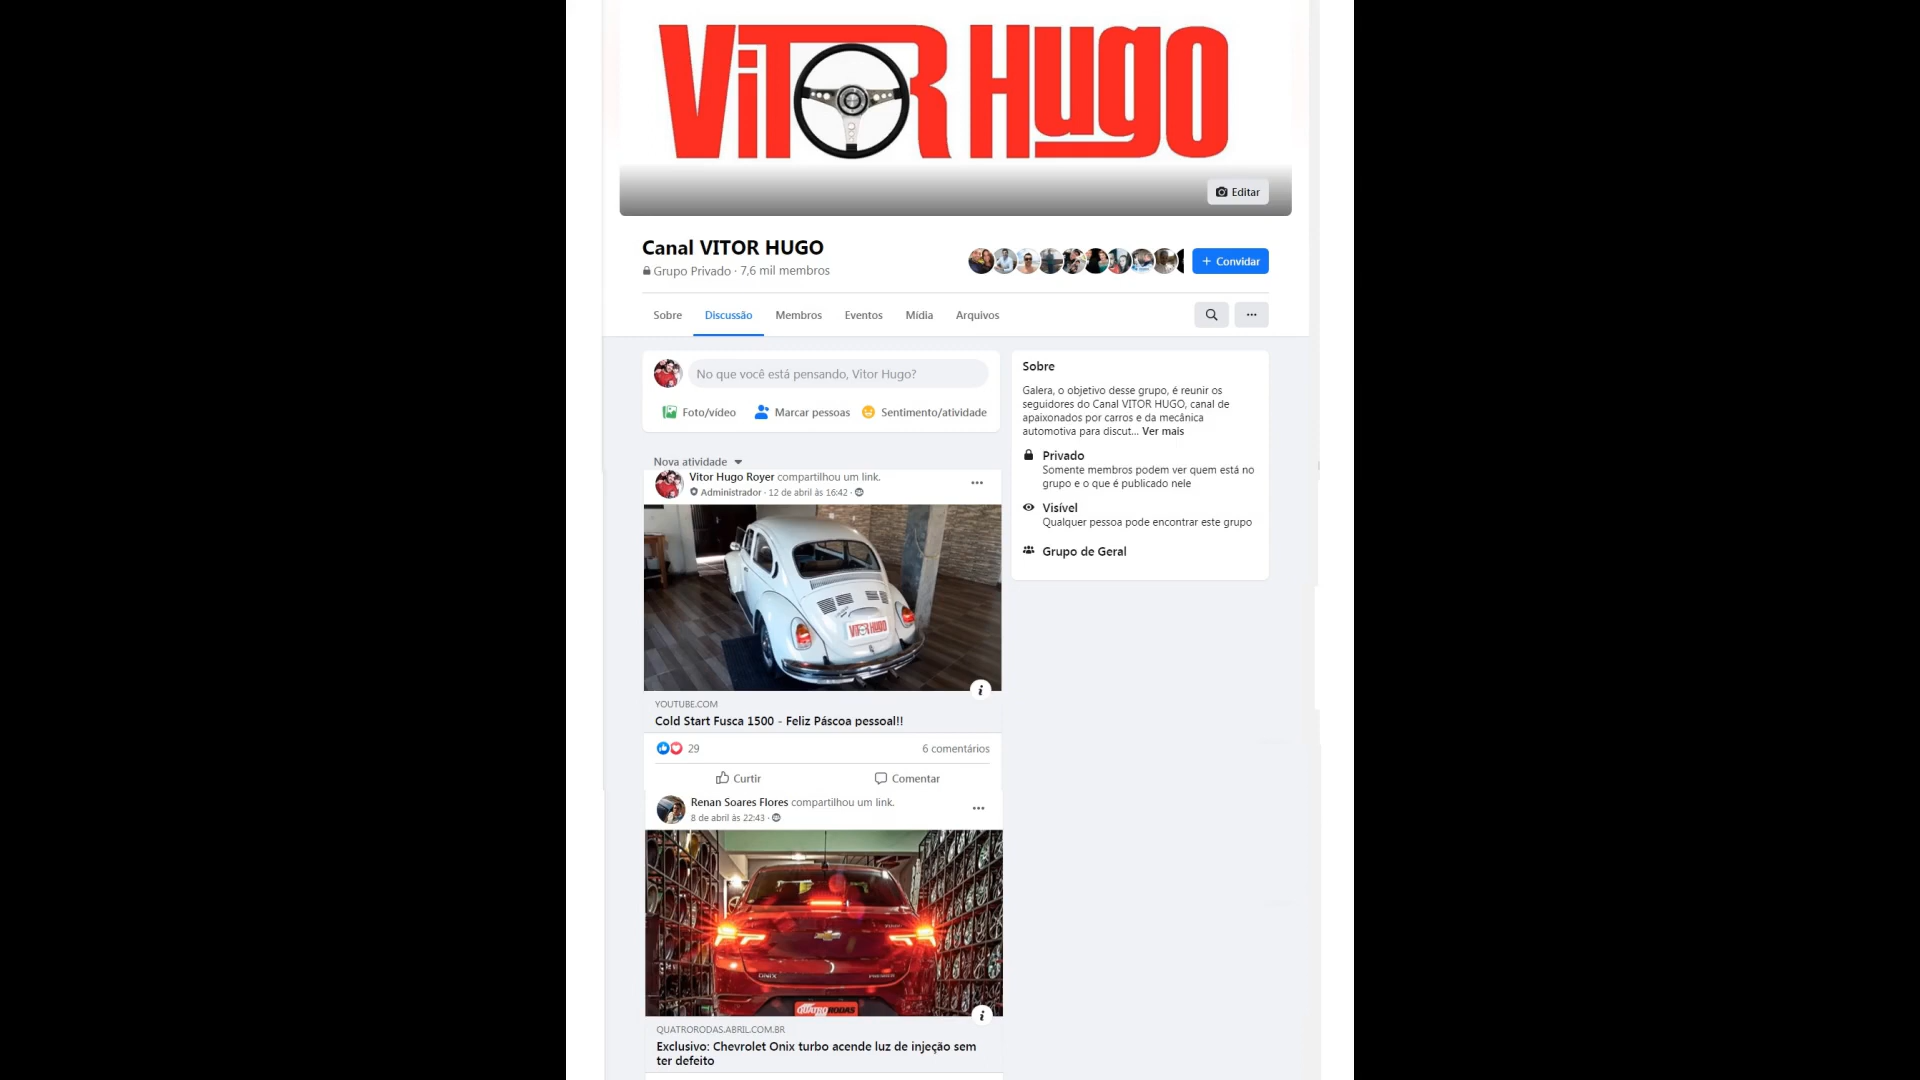 VITOR HUGO
Editar
Canal VITOR HUGO
Grupo Privado · 7,6 mil membros
+ Convidar
Sobre Discussão Membros Eventos Mídia Arquivos
No que você está pensando, Vitor Hugo?
Foto/vídeo Marcar pessoas Sentimento/atividade
Nova atividade
Vitor Hugo Royer compartilhou um link.
Administrador · 12 de abril às 16:42 ·
VITOR HUGO
YOUTUBE.COM
Cold Start Fusca 1500 - Feliz Páscoa pessoal!!
29 6 comentários
Curtir Comentar
Renan Soares Flores compartilhou um link.
8 de abril às 22:43 ·
ONIX
QUATRO RODAS
QUATRORODAS.ABRIL.COM.BR
Exclusivo: Chevrolet Onix turbo acende luz de injeção sem
ter defeito
Sobre
Galera, o objetivo desse grupo, é reunir os
seguidores do Canal VITOR HUGO, canal de
apaixonados por carros e da mecânica
automotiva para discut... Ver mais
Privado
Somente membros podem ver quem está no
grupo e o que é publicado nele
Visível
Qualquer pessoa pode encontrar este grupo
Grupo de Geral